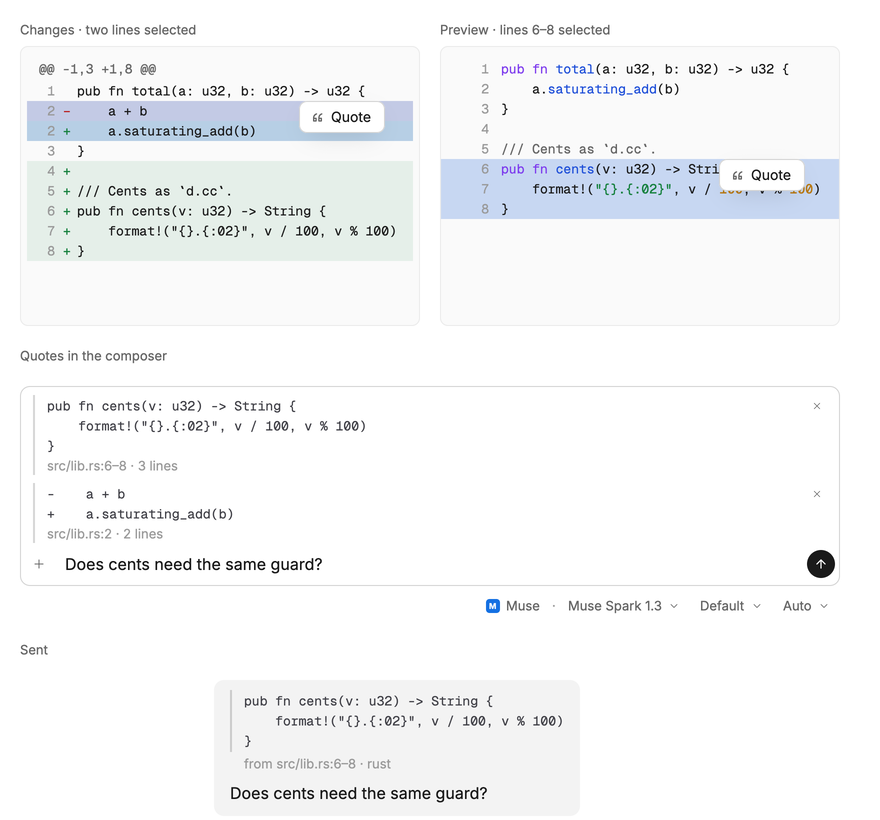 Changes · two lines selected
@@ -1,3 +1,8 @@
1 pub fn total(a: u32, b: u32) -> u32 {
2 -     a + b
2 +     a.saturating_add(b)
Quote
3 }
4 +
5 + /// Cents as `d.cc`.
6 + pub fn cents(v: u32) -> String {
7 +     format!("{}.{:02}", v / 100, v % 100)
8 + }
Preview · lines 6–8 selected
1 pub fn total(a: u32, b: u32) -> u32 {
2     a.saturating_add(b)
3 }
4
5 /// Cents as `d.cc`.
6 pub fn cents(v: u32) -> Stri
Quote
7     format!("{}.{:02}", v / 100, v % 100)
8 }
Quotes in the composer
pub fn cents(v: u32) -> String {
    format!("{}.{:02}", v / 100, v % 100)
}
src/lib.rs:6–8 · 3 lines
-    a + b
+    a.saturating_add(b)
src/lib.rs:2 · 2 lines
+ Does cents need the same guard?
M Muse · Muse Spark 1.3 Default Auto
Sent
pub fn cents(v: u32) -> String {
    format!("{}.{:02}", v / 100, v % 100)
}
from src/lib.rs:6–8 · rust
Does cents need the same guard?